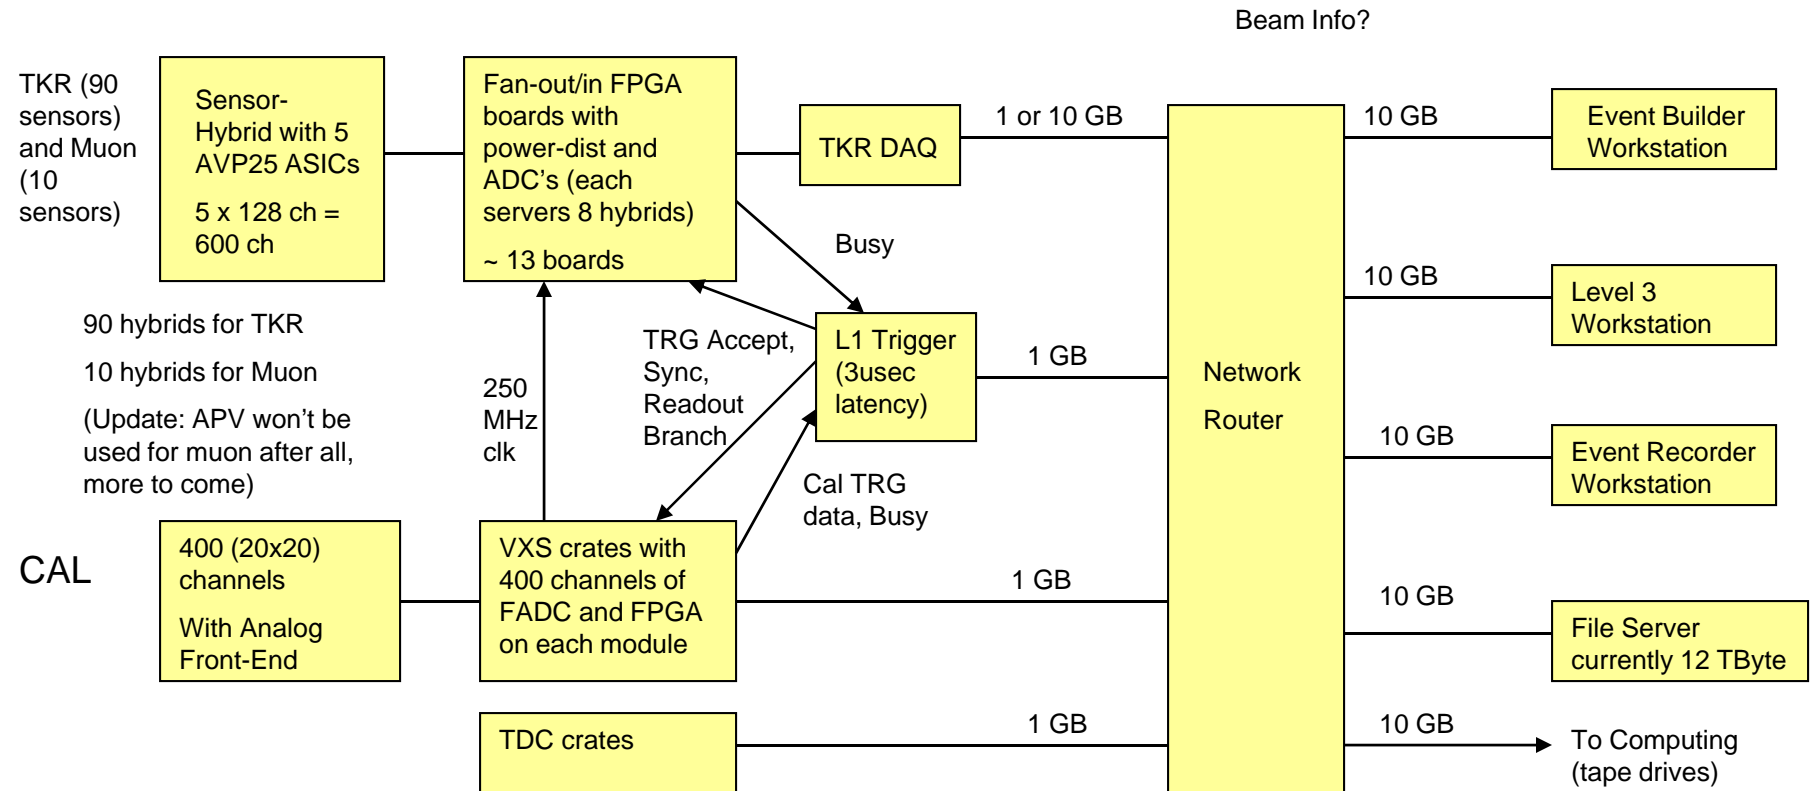 Beam Info?
TKR (90
sensors)
and Muon
(10
sensors)
Sensor-
Hybrid with 5
AVP25 ASICs
5 x 128 ch =
600 ch
Fan-out/in FPGA
boards with
power-dist and
ADC's (each
servers 8 hybrids)
~ 13 boards
TKR DAQ
1 or 10 GB
10 GB
Event Builder
Workstation
Busy
10 GB
Level 3
Workstation
90 hybrids for TKR
10 hybrids for Muon
(Update: APV won't be
used for muon after all,
more to come)
250
MHz
clk
TRG Accept,
Sync,
Readout
Branch
L1 Trigger
(3usec
latency)
1 GB
Network
Router
10 GB
Event Recorder
Workstation
Cal TRG
data, Busy
CAL
400 (20x20)
channels
With Analog
Front-End
VXS crates with
400 channels of
FADC and FPGA
on each module
1 GB
10 GB
File Server
currently 12 TByte
TDC crates
1 GB
10 GB
To Computing
(tape drives)